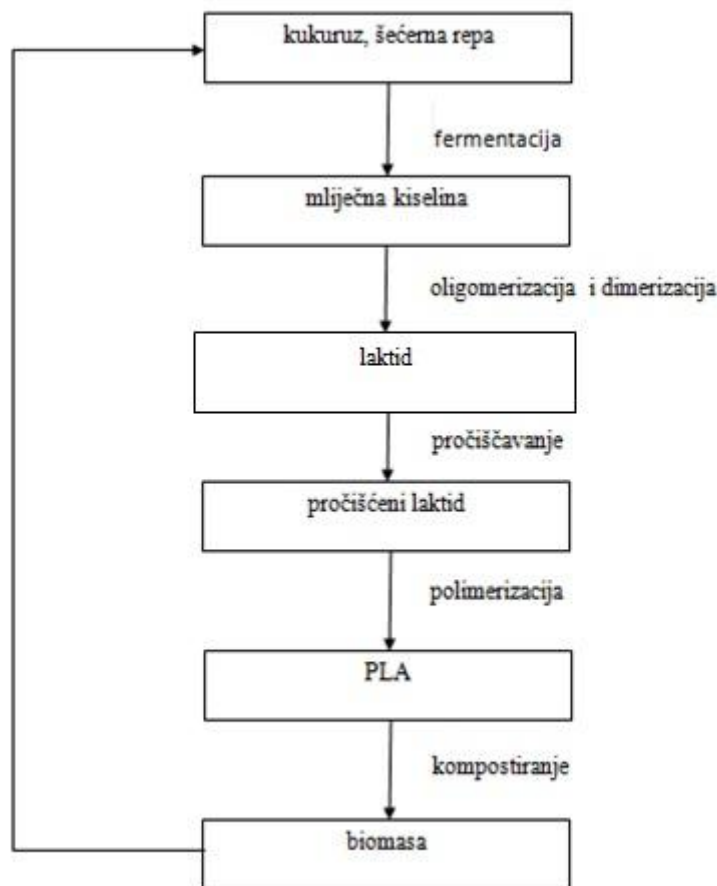 kukuruz, šećerna repa
fermentacija
mliječna kiselina
oligomerizacija i dimerizacija
laktid
pročiščavanje
pročišćeni laktid
polimerizacija
PLA
kompostiranje
biomasa